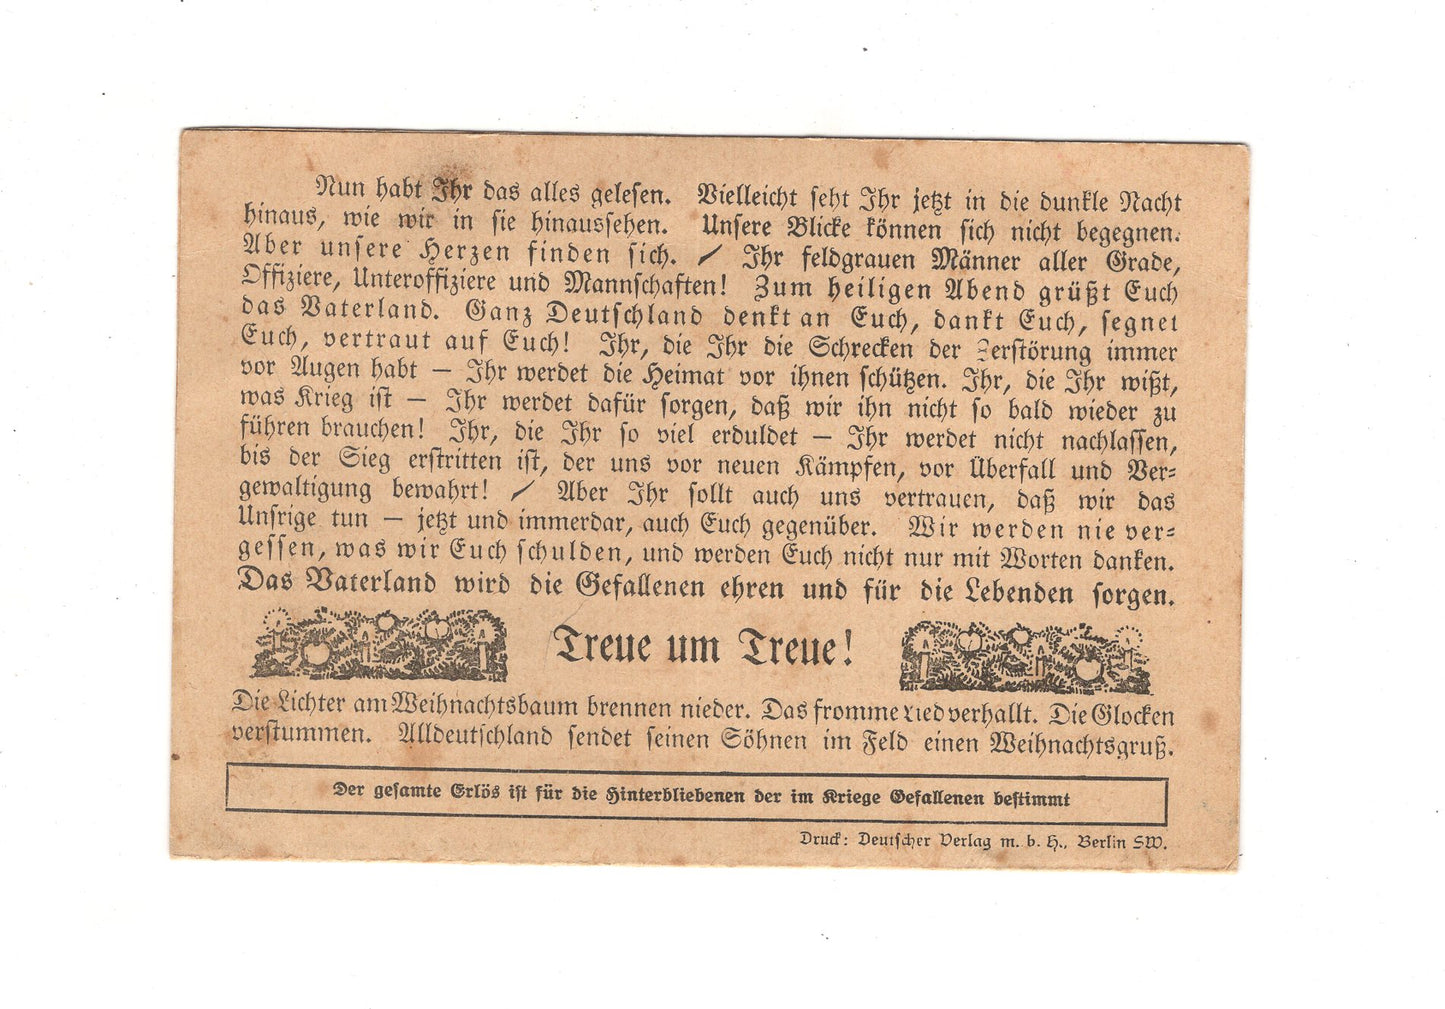 Nun habt Ihr das alles gelesen. Vielleicht seht Ihr jetzt in die dunkle Nacht
hinaus, wie wir in sie hinaussehen. Unsere Blicke können sich nicht begegnen.
Aber unsere Herzen finden sich. / Ihr feldgrauen Männer aller Grade,
Offiziere, Unteroffiziere und Mannschaften! Zum heiligen Abend grüßt Euch
das Vaterland. Ganz Deutschland denkt an Euch, dankt Euch, segnet
Euch, vertraut auf Euch! Ihr, die Ihr die Schrecken der Zerstörung immer
vor Augen habt — Ihr werdet die Heimat vor ihnen schützen. Ihr, die Ihr wißt,
was Krieg ist — Ihr werdet dafür sorgen, daß wir ihn nicht so bald wieder zu
führen brauchen! Ihr, die Ihr so viel erduldet — Ihr werdet nicht nachlassen,
bis der Sieg erstritten ist, der uns vor neuen Kämpfen, vor Überfall und Ver-
gewaltigung bewahrt! / Aber Ihr sollt auch uns vertrauen, daß wir das
Unsrige tun — jetzt und immerdar, auch Euch gegenüber. Wir werden nie ver-
gessen, was wir Euch schulden, und werden Euch nicht nur mit Worten danken.
Das Vaterland wird die Gefallenen ehren und für die Lebenden sorgen.
Treue um Treue!
Die Lichter am Weihnachtsbaum brennen nieder. Das fromme Lied verhallt. Die Glocken
verstummen. Alldeutschland sendet seinen Söhnen im Feld einen Weihnachtsgruß.
Der gesamte Erlös ist für die Hinterbliebenen der im Kriege Gefallenen bestimmt
Druck: Deutscher Verlag m. b. H., Berlin SW.